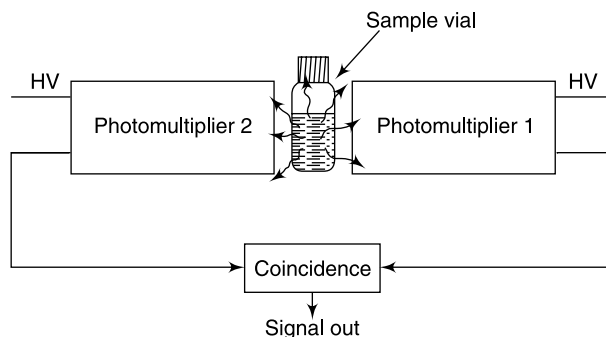 Sample vial
HV
HV
Photomultiplier 2
Photomultiplier 1
Coincidence
Signal out